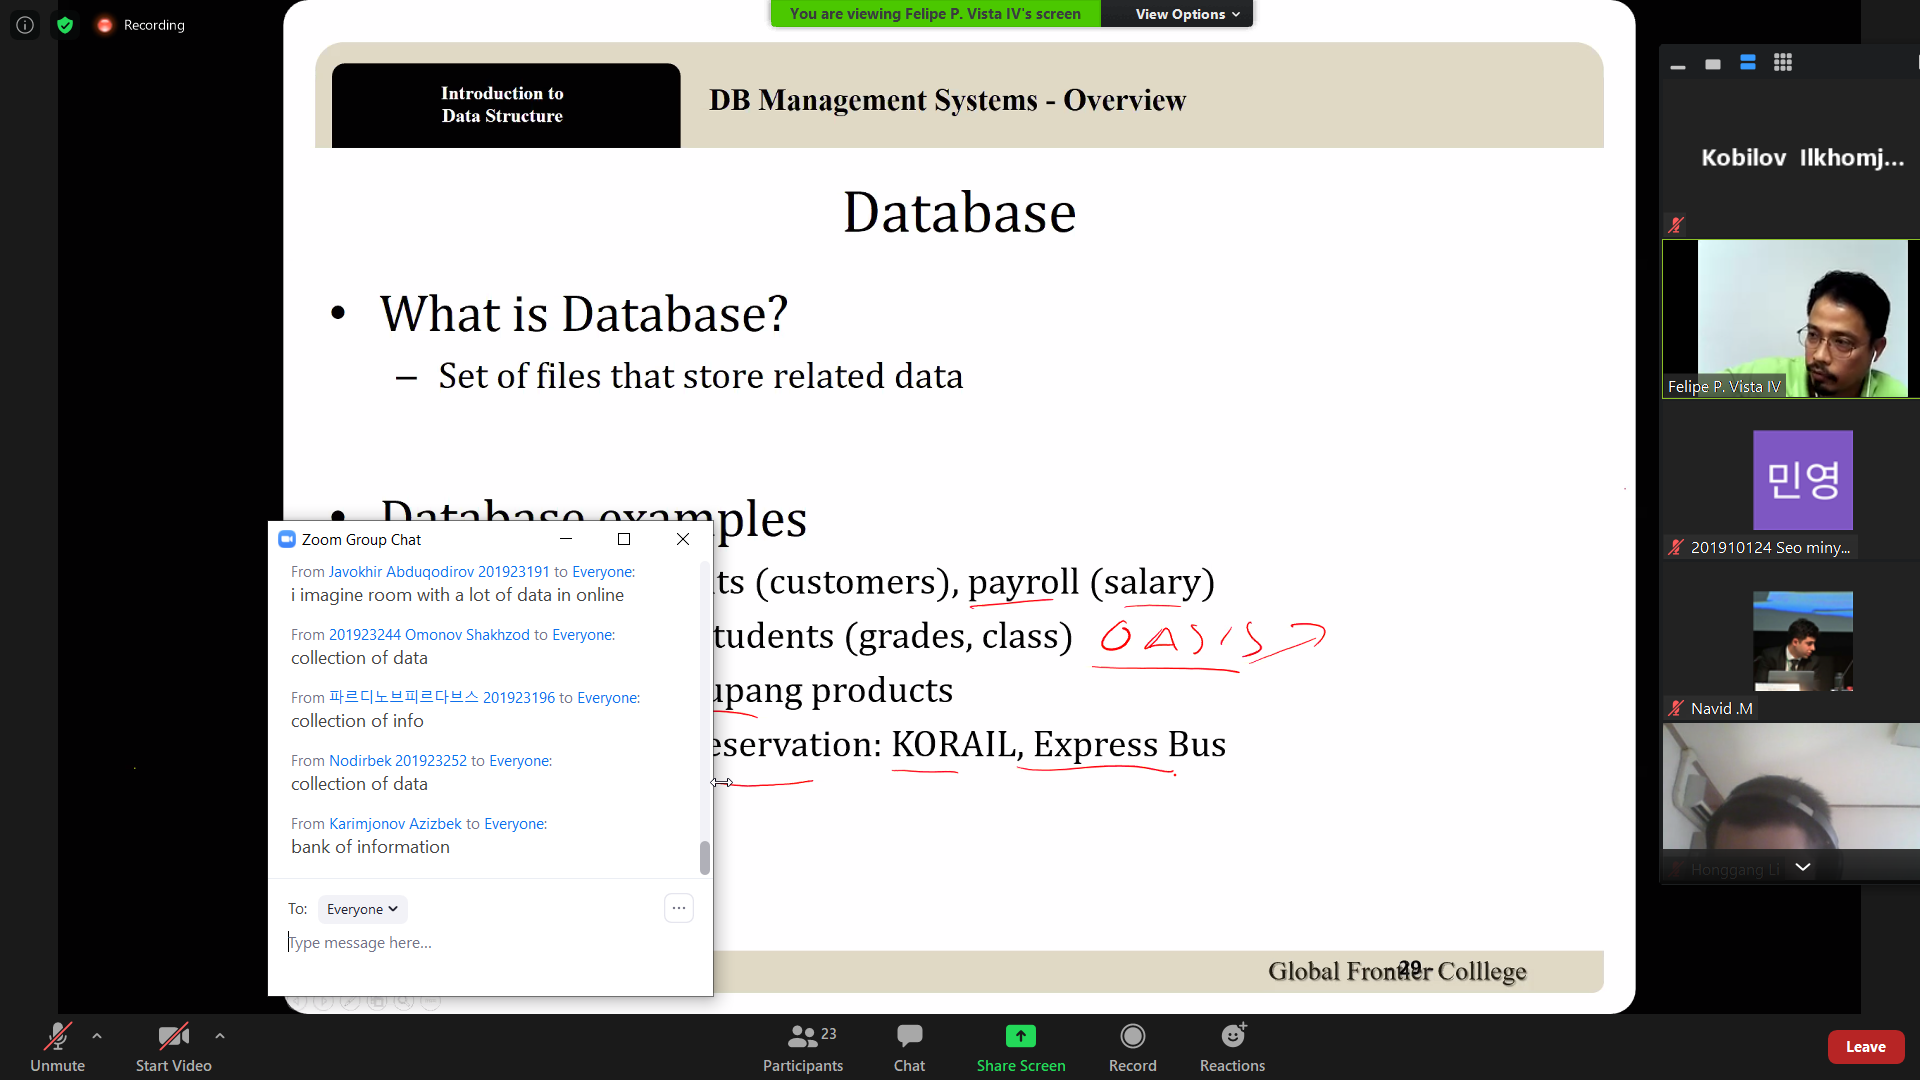 Recording
You are viewing Felipe P. Vista IV's screen
View Options
Introduction to
Data Structure
DB Management Systems - Overview
Database
• What is Database?
– Set of files that store related data
• Database examples
ts (customers), payroll (salary)
tudents (grades, class) OASIS
upang products
eservation: KORAIL, Express Bus
Global Frontier Colllege
29
Zoom Group Chat
From Javokhir Abduqodirov 201923191 to Everyone:
i imagine room with a lot of data in online
From 201923244 Omonov Shakhzod to Everyone:
collection of data
From 파르디노브피르다브스 201923196 to Everyone:
collection of info
From Nodirbek 201923252 to Everyone:
collection of data
From Karimjonov Azizbek to Everyone:
bank of information
To: Everyone
Type message here...
Kobilov Ilkhomj...
Felipe P. Vista IV
민영
201910124 Seo miny...
Navid .M
Honggang Li
Unmute
Start Video
Participants
23
Chat
Share Screen
Record
Reactions
Leave